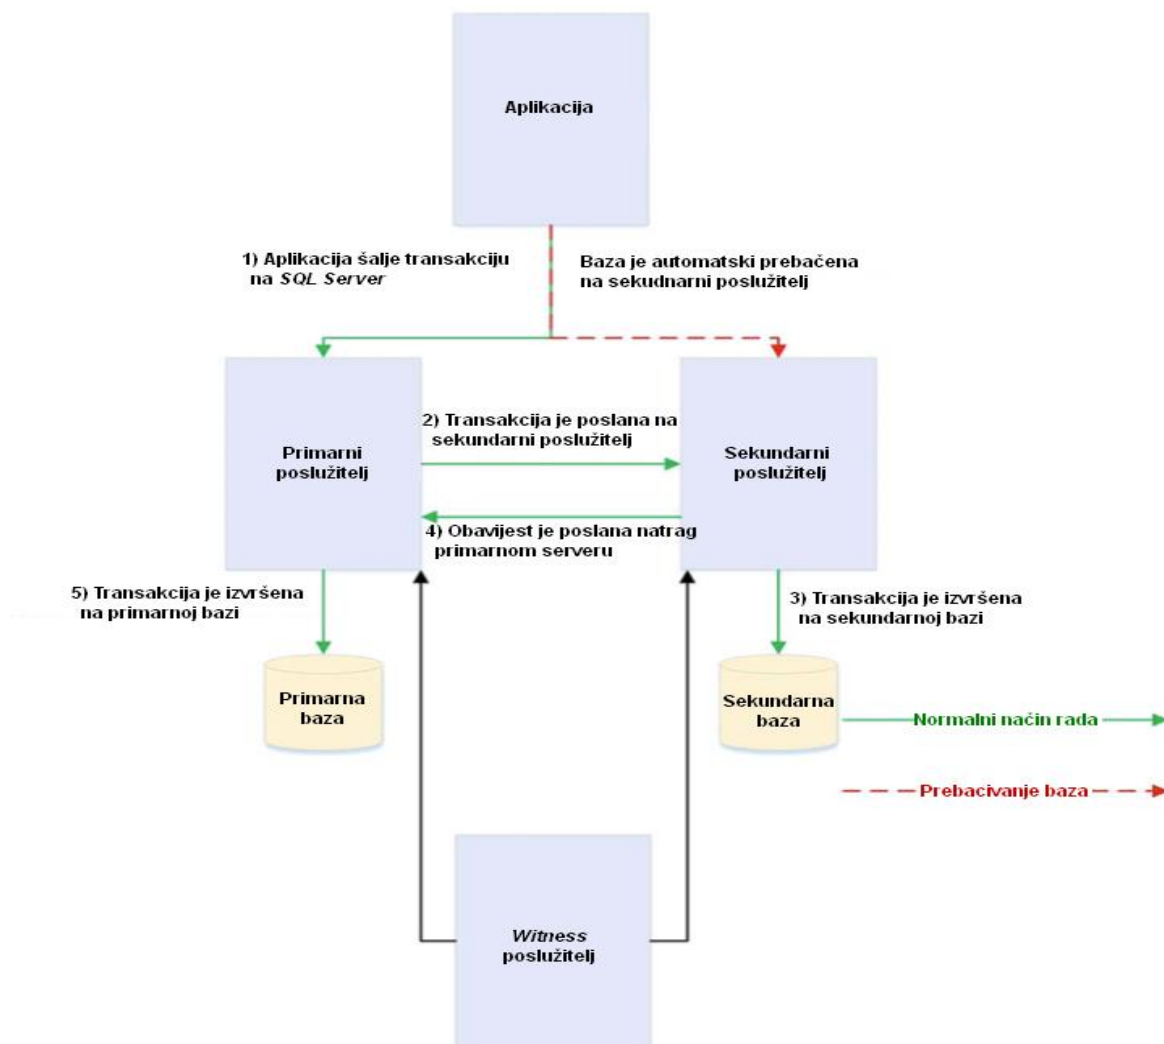 Aplikacija
1) Aplikacija šalje transakciju
na SQL Server
Baza je automatski prebačena
na sekudnarni poslužitelj
Primarni
poslužitelj
2) Transakcija je poslana na
sekundarni poslužitelj
Sekundarni
poslužitelj
4) Obavijest je poslana natrag
primarnom serveru
5) Transakcija je izvršena
na primarnoj bazi
3) Transakcija je izvršena
na sekundarnoj bazi
Primarna
baza
Sekundarna
baza
Normalni način rada
Prebacivanje baza
Witness
poslužitelj